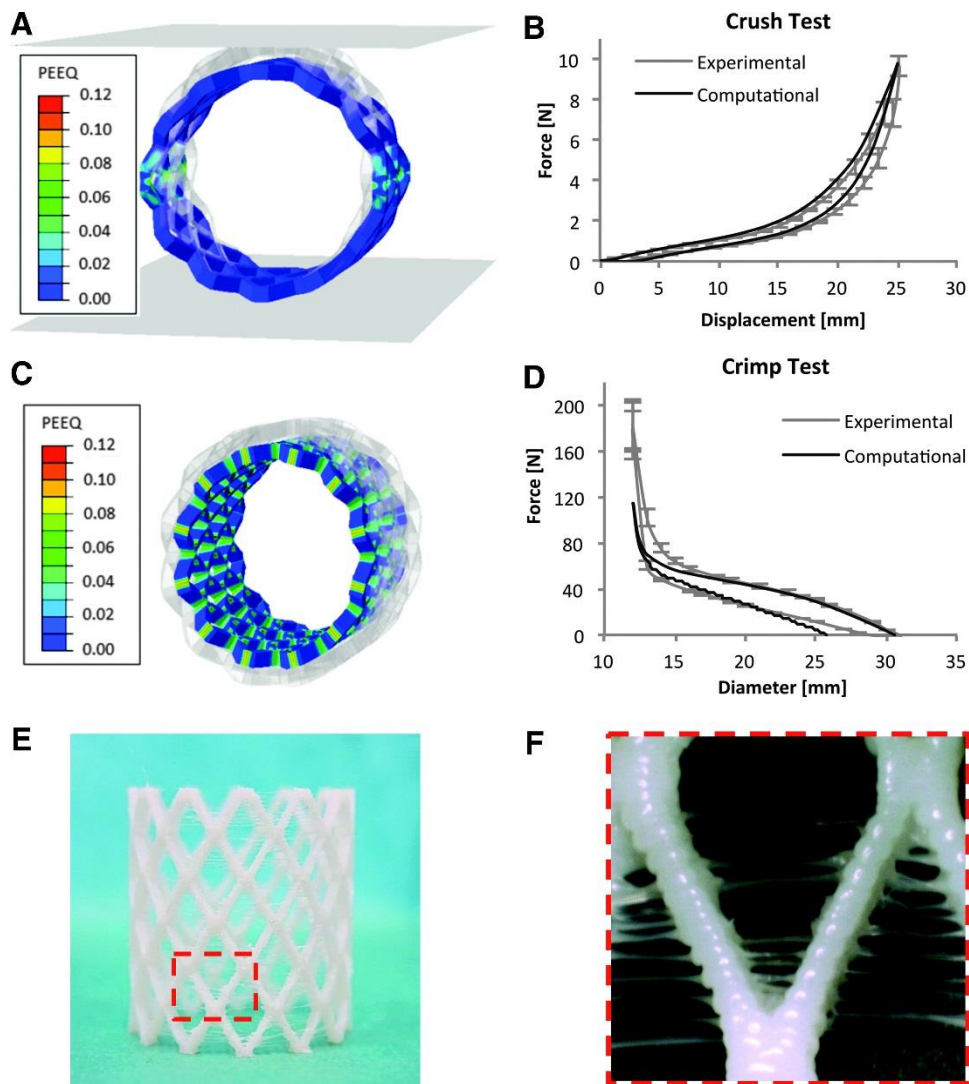 A
PEEQ
0.12
0.10
0.08
0.06
0.04
0.02
0.00
B
Crush Test
Experimental
Computational
Force [N]
10
8
6
4
2
0
0 5 10 15 20 25 30
Displacement [mm]
C
PEEQ
0.12
0.10
0.08
0.06
0.04
0.02
0.00
D
Crimp Test
Experimental
Computational
Force [N]
200
160
120
80
40
0
10 15 20 25 30 35
Diameter [mm]
E
F